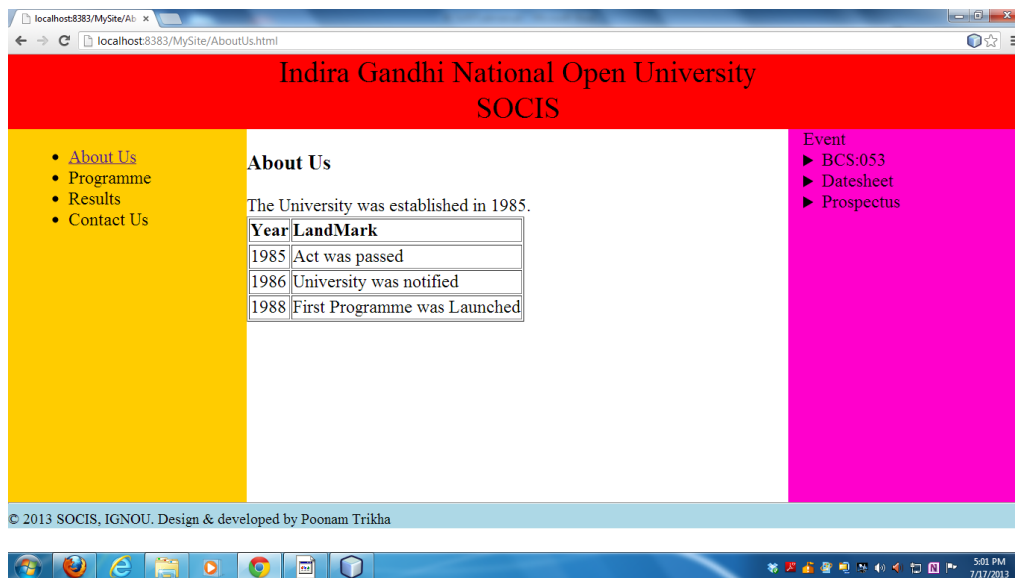 localhost:8383/MySite/Ab
localhost:8383/MySite/AboutUs.html
Indira Gandhi National Open University
SOCIS
About Us
Programme
Results
Contact Us
About Us
The University was established in 1985.
Year LandMark
1985 Act was passed
1986 University was notified
1988 First Programme was Launched
Event
BCS:053
Datesheet
Prospectus
© 2013 SOCIS, IGNOU. Design & developed by Poonam Trikha
N
5:01 PM
7/17/2013